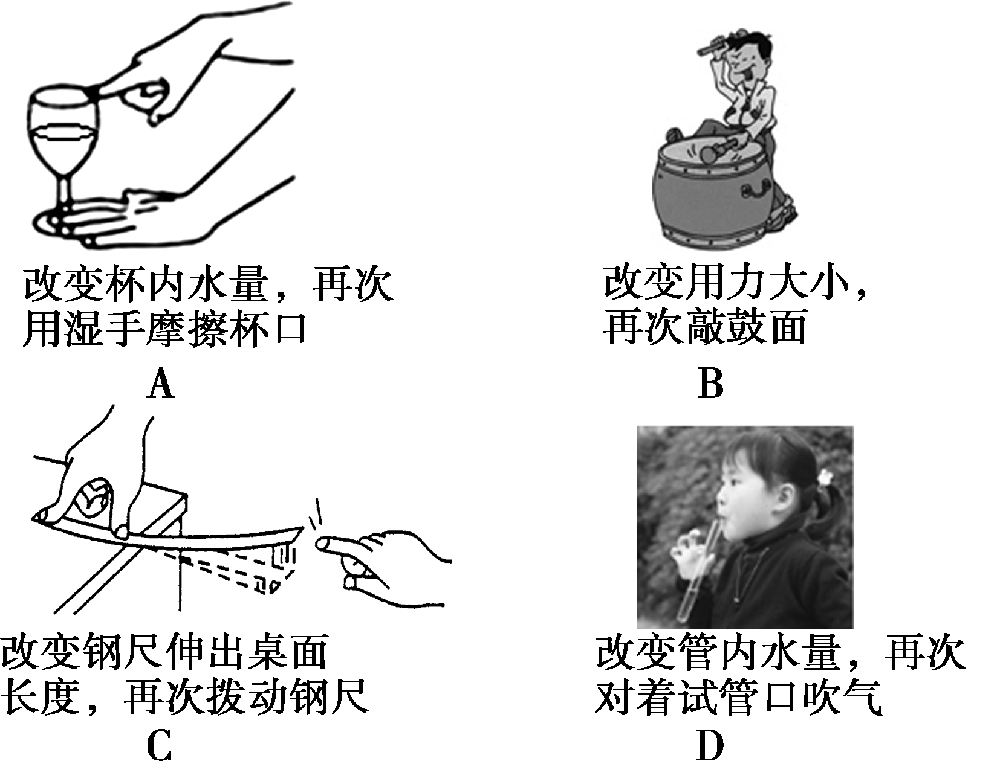 改变杯内水量，再次
用湿手摩擦杯口
A
改变用力大小，
再次敲鼓面
B
改变钢尺伸出桌面
长度，再次拨动钢尺
C
改变管内水量，再次
对着试管口吹气
D